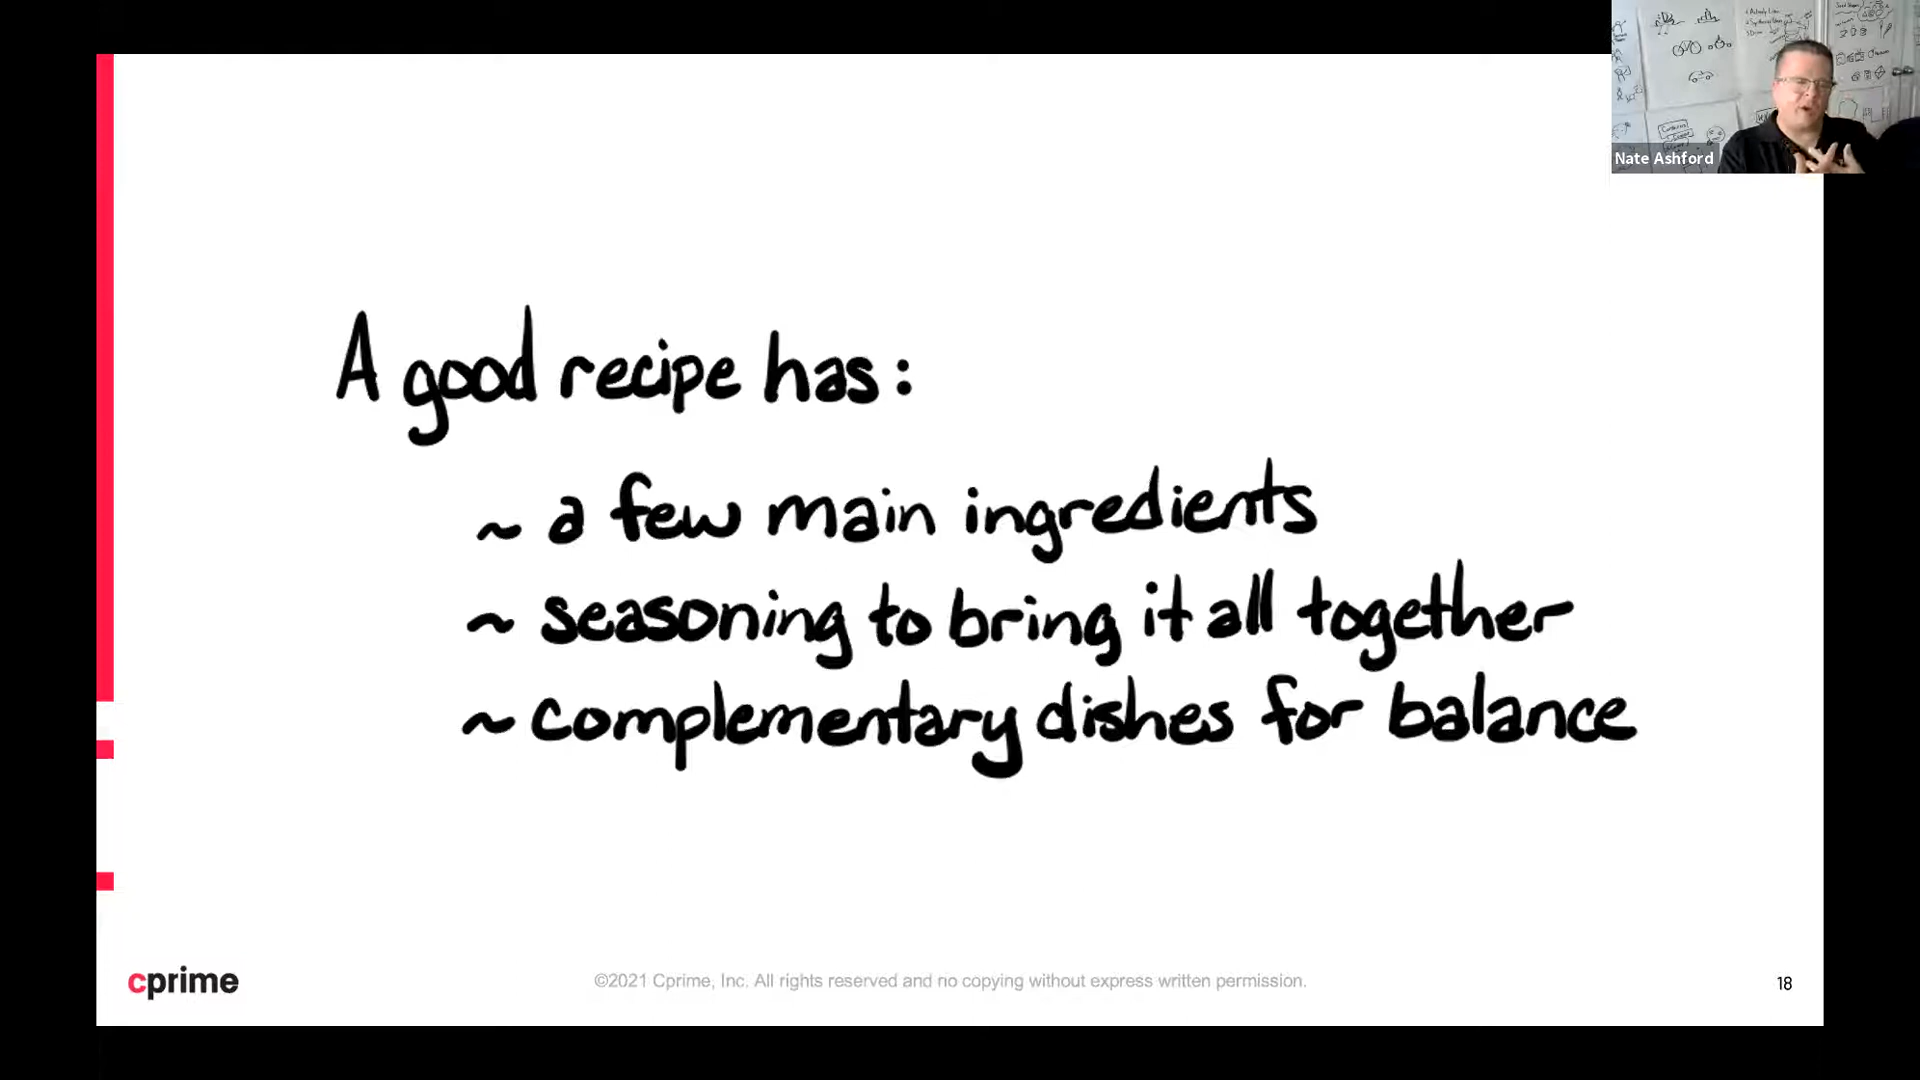 Nate Ashford
A good recipe has:
~ a few main ingredients
~ seasoning to bring it all together
~ complementary dishes for balance
cprime
©2021 Cprime, Inc. All rights reserved and no copying without express written permission.
18